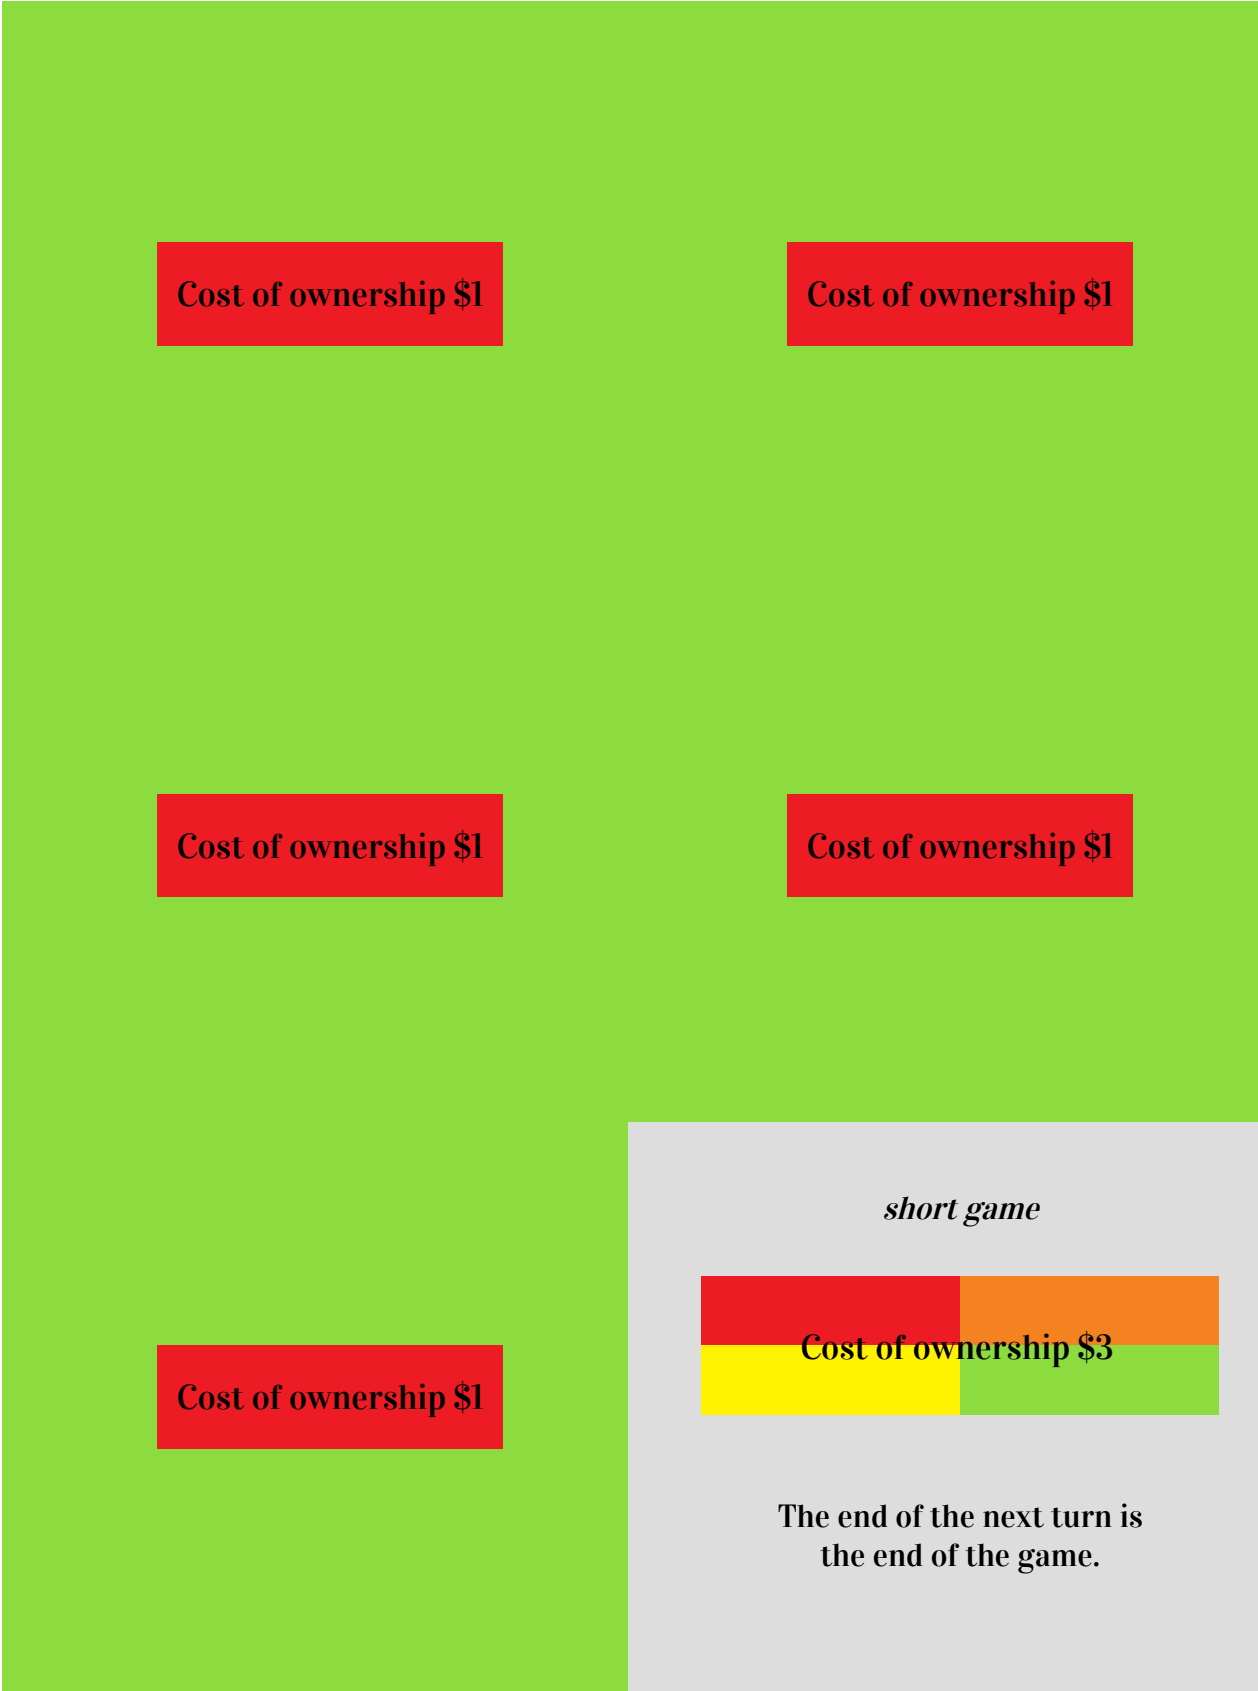 Cost of ownership $1
Cost of ownership $1
Cost of ownership $1
Cost of ownership $1
Cost of ownership $1
short game
Cost of ownership $3
The end of the next turn is
the end of the game.